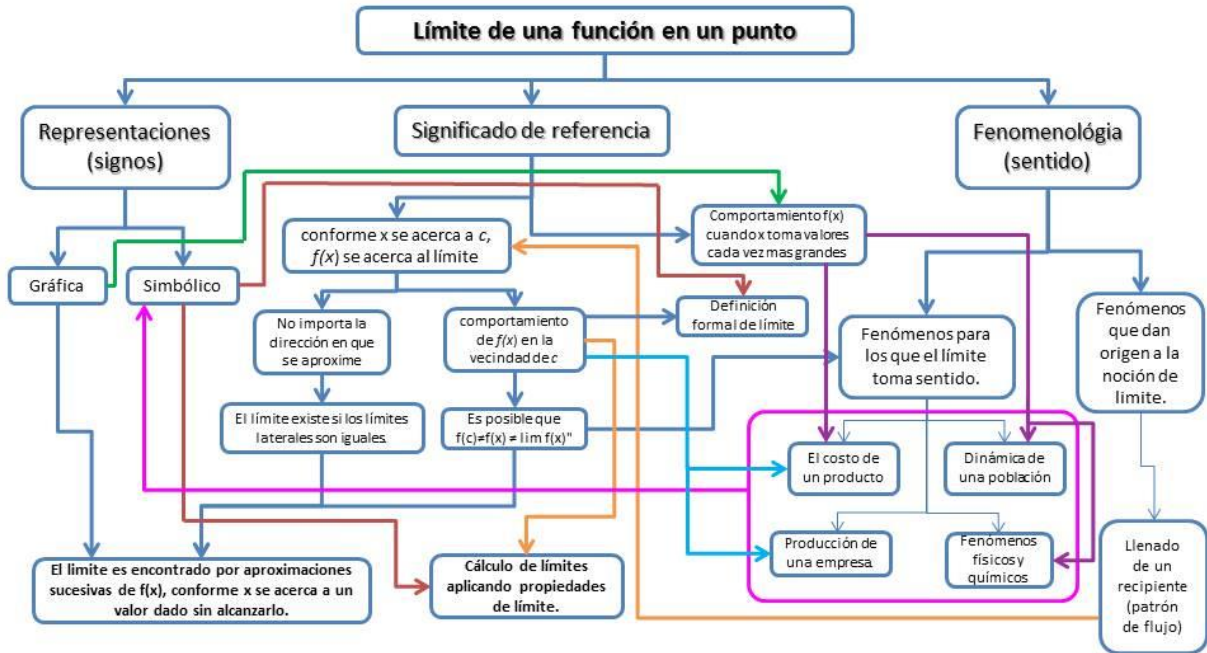 Límite de una función en un punto
Representaciones
(signos)
Significado de referencia
Fenomenológia
(sentido)
Gráfica
Simbólico
conforme x se acerca a c,
f(x) se acerca al límite
Comportamiento f(x)
cuando x toma valores
cada vez mas grandes
No importa la
dirección en que
se aproxime
comportamiento
de f(x) en la
vecindad de c
Definición
formal de límite
Fenómenos para
los que el límite
toma sentido.
Fenómenos
que dan
origen a la
noción de
limite.
El límite existe si los límites
laterales son iguales.
Es posible que
f(c)≠f(x) ≠ lim f(x)"
El costo de
un producto
Dinámica de
una población
Producción de
una empresa.
Fenómenos
físicos y
químicos
Llenado
de un
recipiente
(patrón
de flujo)
El limite es encontrado por aproximaciones
sucesivas de f(x), conforme x se acerca a un
valor dado sin alcanzarlo.
Cálculo de límites
aplicando propiedades
de límite.